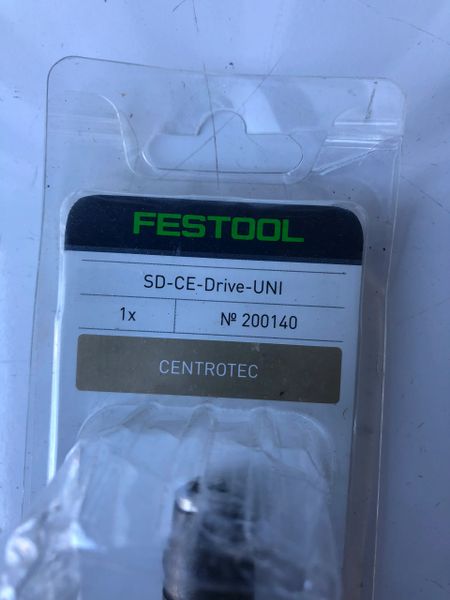 FESTOOL
SD-CE-Drive-UNI
1x
Nº 200140
CENTROTEC